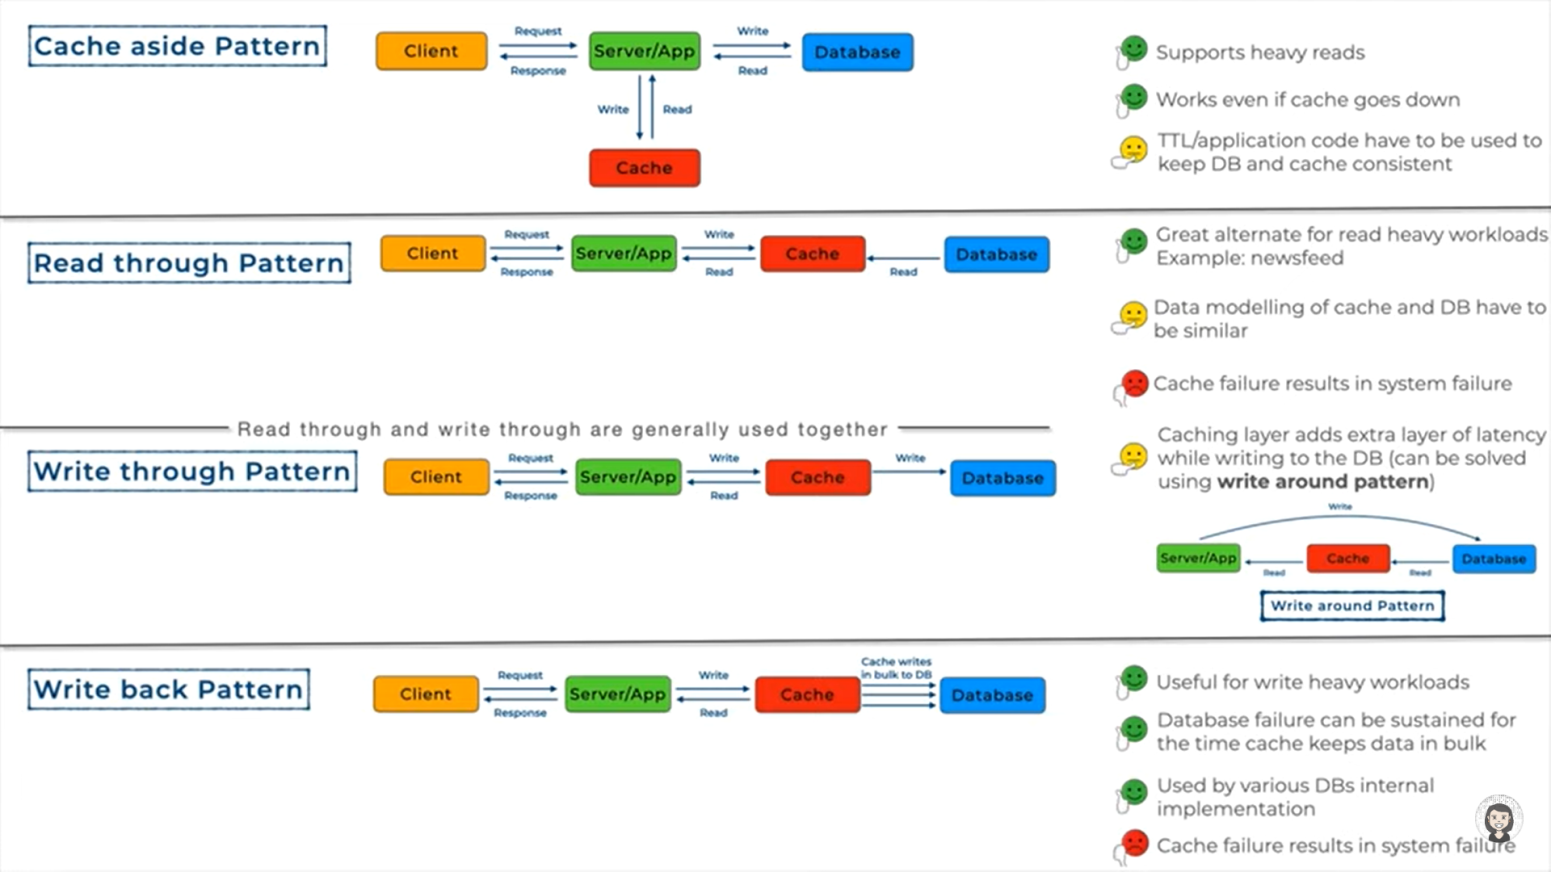 Cache aside Pattern
Client
Request
Response
Server/App
Write
Read
Database
Write
Read
Cache
Supports heavy reads
Works even if cache goes down
TTL/application code have to be used to
keep DB and cache consistent
Read through Pattern
Client
Request
Response
Server/App
Write
Read
Cache
Read
Database
Great alternate for read heavy workloads
Example: newsfeed
Data modelling of cache and DB have to
be similar
Cache failure results in system failure
Read through and write through are generally used together
Write through Pattern
Client
Request
Response
Server/App
Write
Read
Cache
Write
Database
Caching layer adds extra layer of latency
while writing to the DB (can be solved
using write around pattern)
Write
Server/App
Read
Cache
Read
Database
Write around Pattern
Write back Pattern
Client
Request
Response
Server/App
Write
Read
Cache
Cache writes
in bulk to DB
Database
Useful for write heavy workloads
Database failure can be sustained for
the time cache keeps data in bulk
Used by various DBs internal
implementation
Cache failure results in system failure